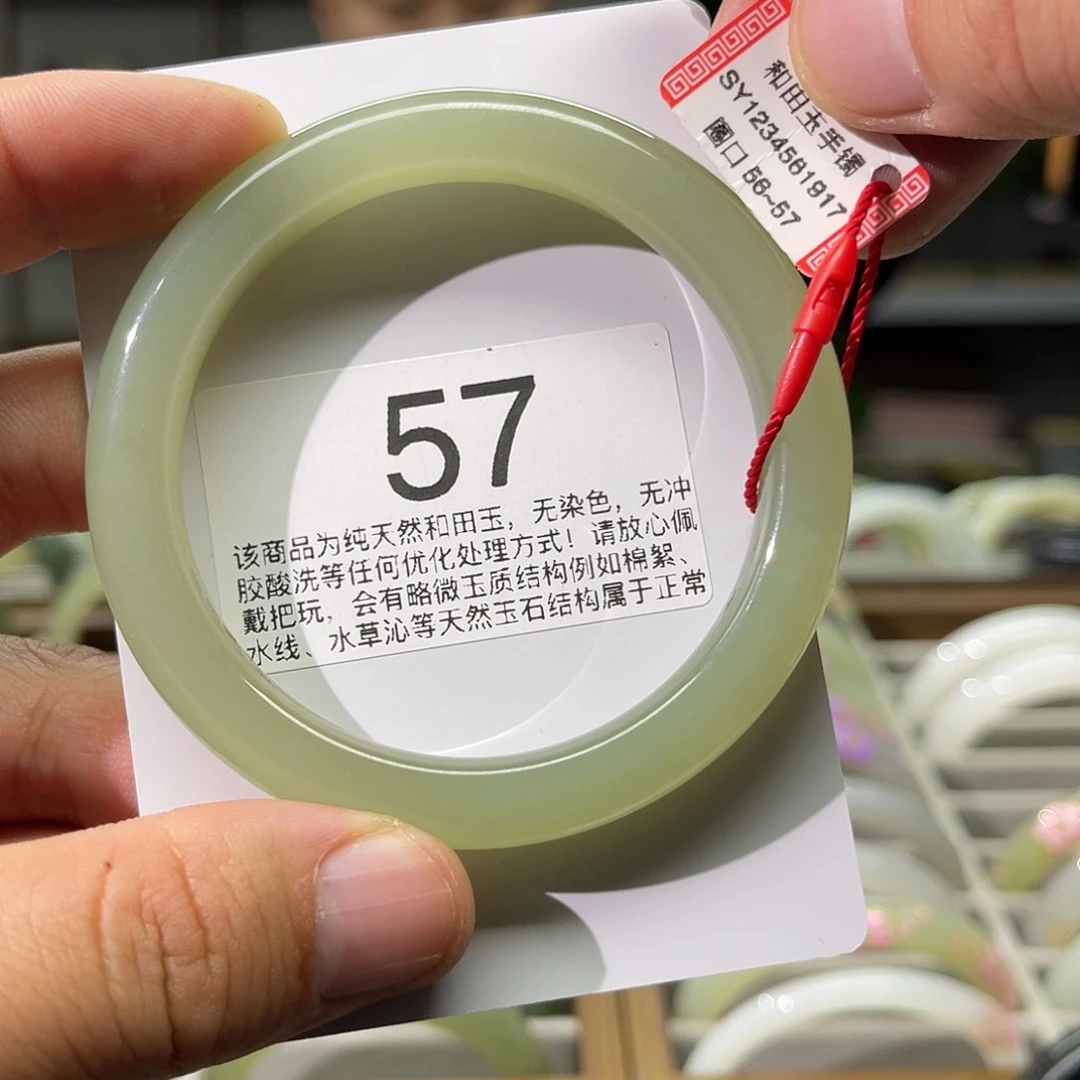 和田玉手镯
SY1234561917
圈口 56~57
57
该商品为纯天然和田玉，无染色，无冲
胶酸洗等任何优化处理方式！请放心佩
戴把玩，会有略微玉质结构例如棉絮、
水线、水草沁等天然玉石结构属于正常